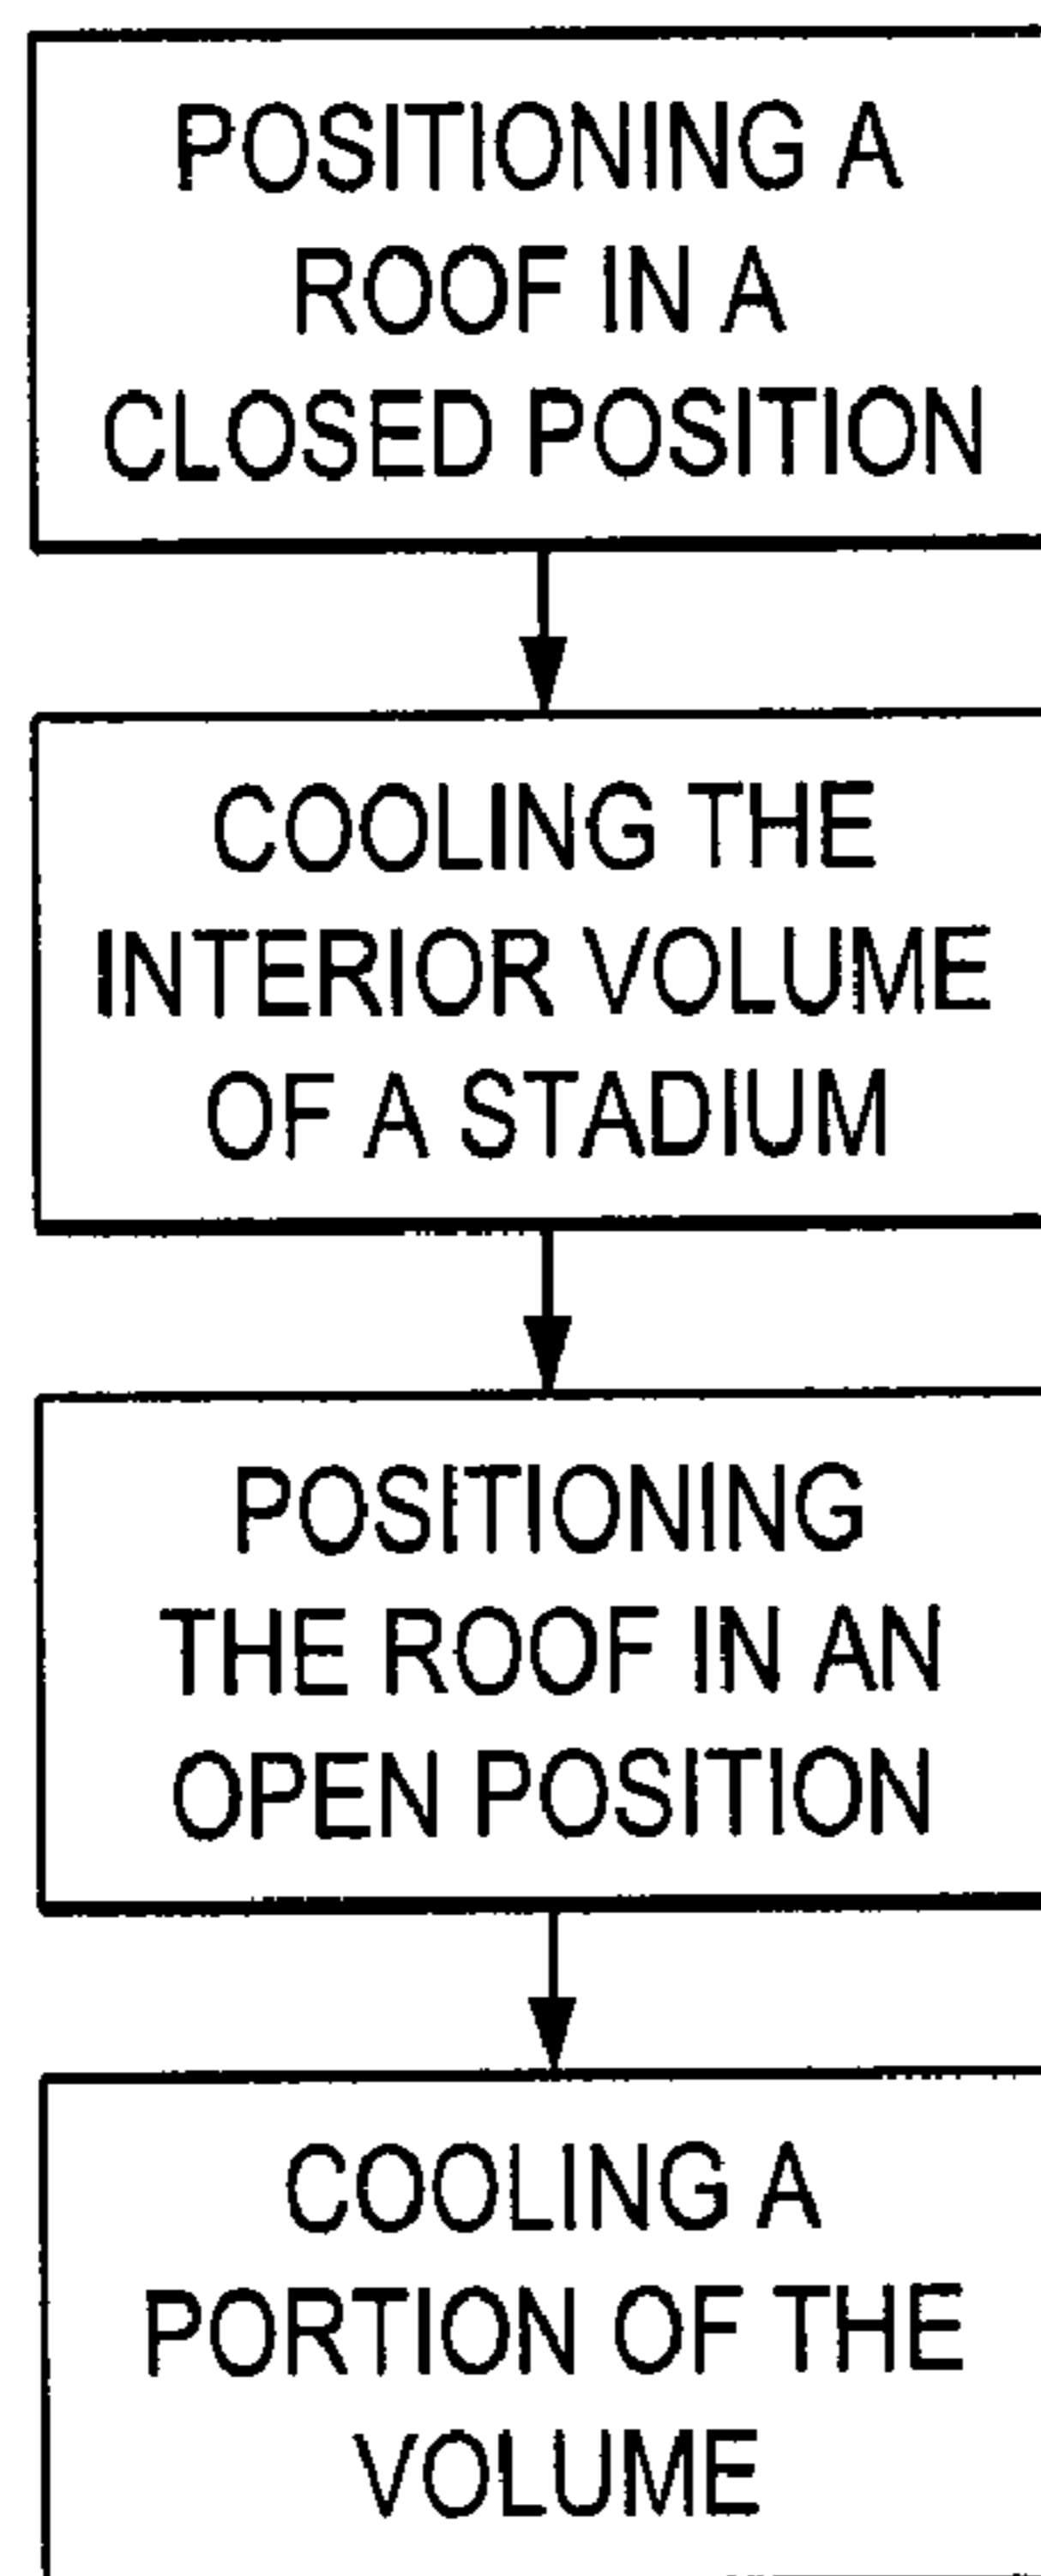 POSITIONING A
ROOF IN A
CLOSED POSITION
COOLING THE
INTERIOR VOLUME
OF A STADIUM
POSITIONING
THE ROOF IN AN
OPEN POSITION
COOLING A
PORTION OF THE
VOLUME